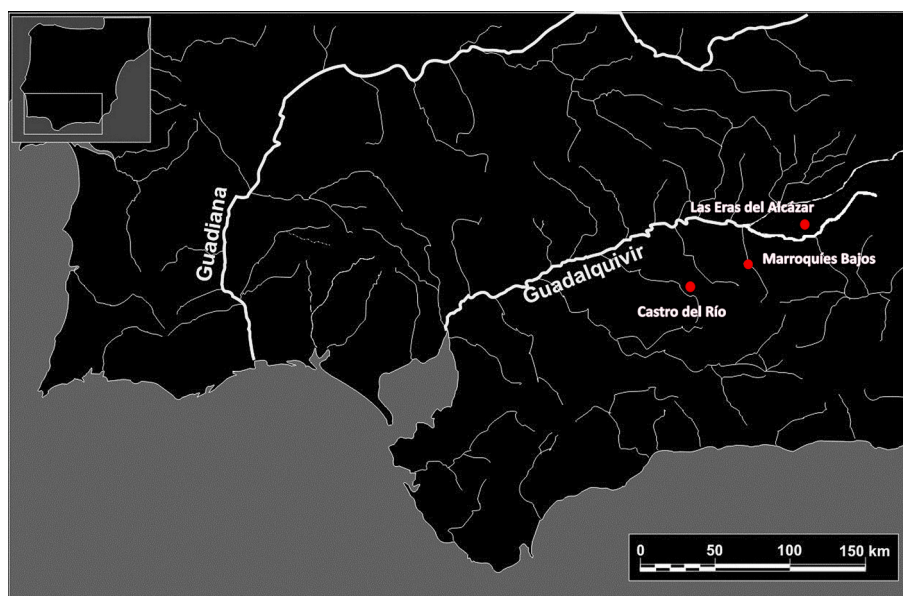 Guadiana
Las Eras del Alcázar
Guadalquivir
Marroquíes Bajos
Castro del Río
0 50 100 150 km